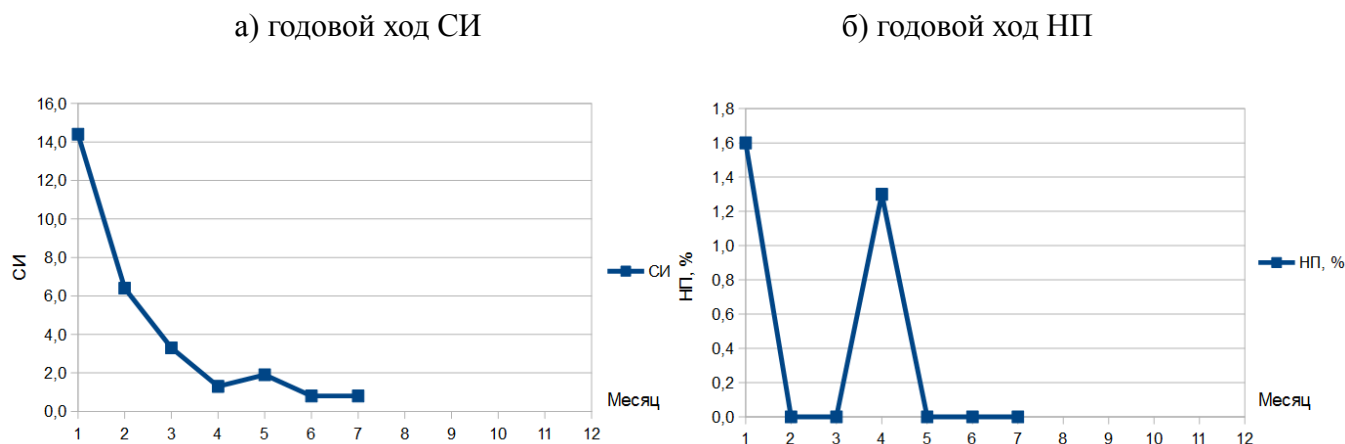 а) годовой ход СИ
16,0
14,0
12,0
10,0
8,0
6,0
4,0
2,0
0,0
СИ
СИ
Месяц
1 2 3 4 5 6 7 8 9 10 11 12
б) годовой ход НП
1,8
1,6
1,4
1,2
1,0
0,8
0,6
0,4
0,2
0,0
НП, %
НП, %
Месяц
1 2 3 4 5 6 7 8 9 10 11 12